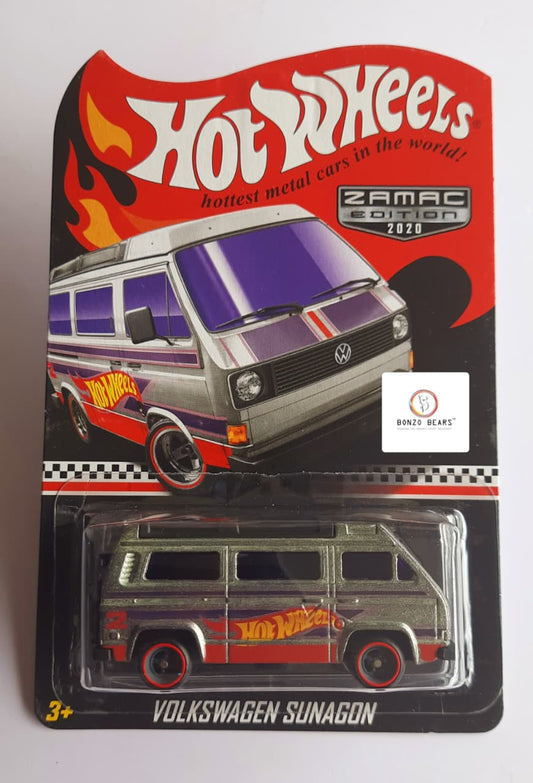 HOT WHEELS®
hottest metal cars in the world!
ZAMAC
EDITION
2020
HOT WHEELS
BONZO BEARS™
HOT WHEELS
3+
VOLKSWAGEN SUNAGON